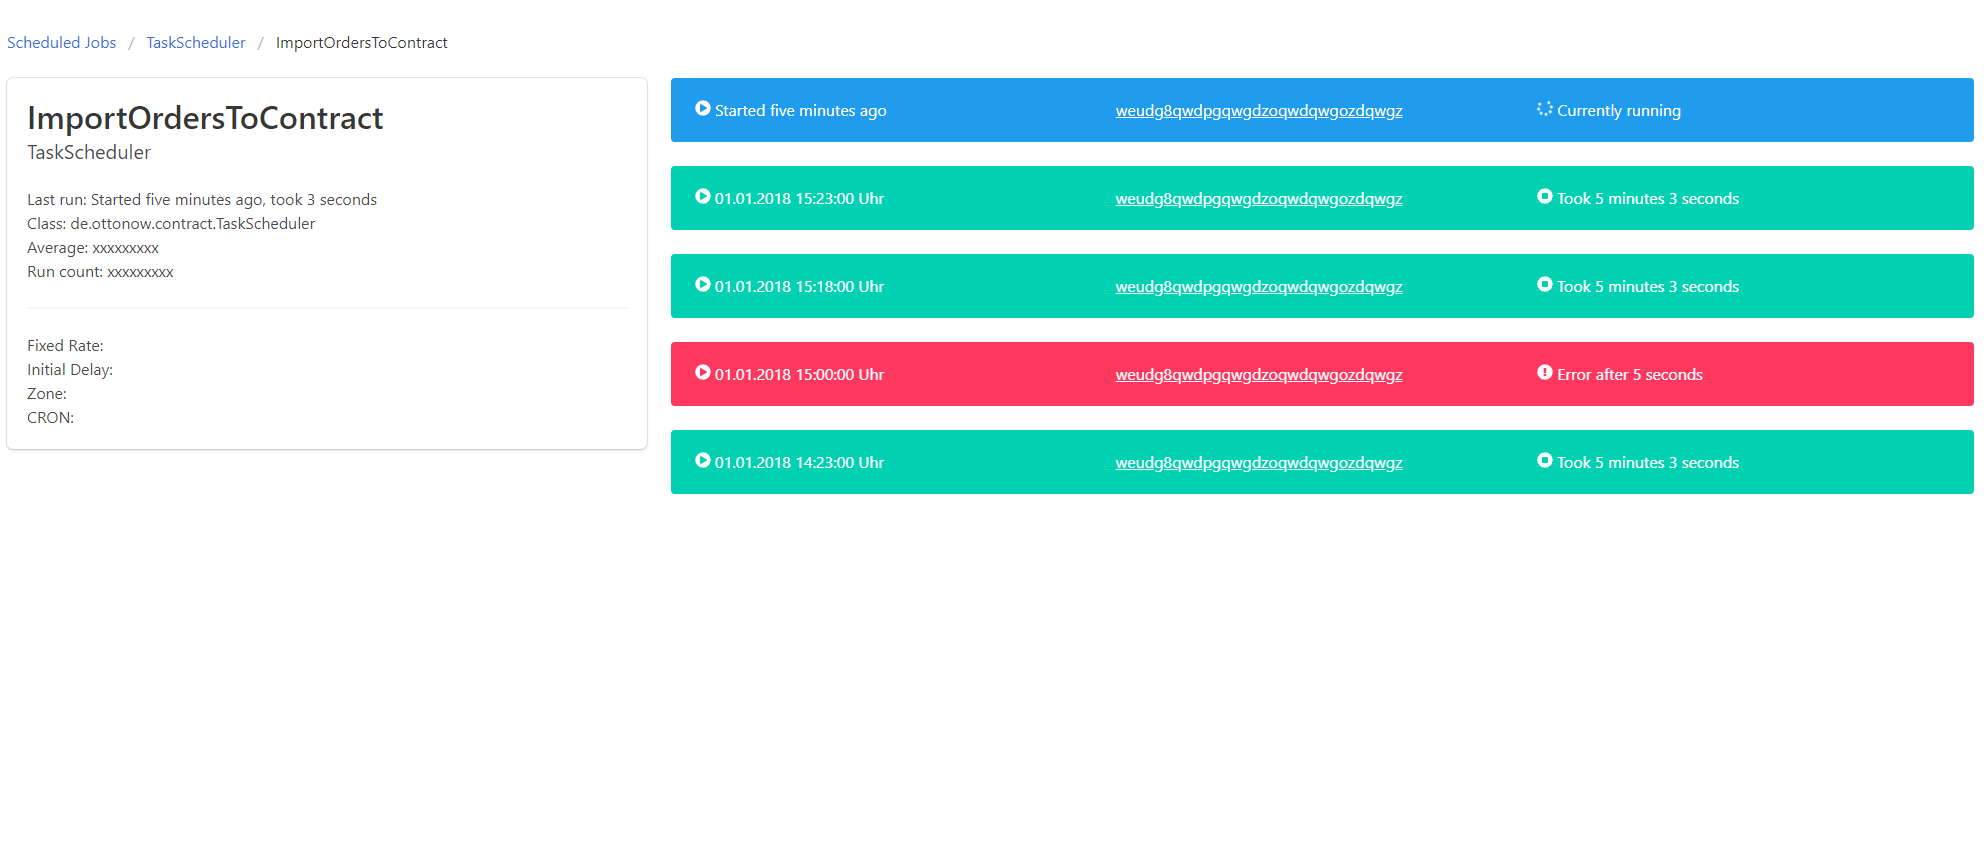 Scheduled Jobs / TaskScheduler / ImportOrdersToContract
ImportOrdersToContract
TaskScheduler
Last run: Started five minutes ago, took 3 seconds
Class: de.ottonow.contract.TaskScheduler
Average: xxxxxxxxx
Run count: xxxxxxxxx
Fixed Rate:
Initial Delay:
Zone:
CRON:
Started five minutes ago weudg8qwdpgqwgdzoqwdqwgozdqwgz Currently running
01.01.2018 15:23:00 Uhr weudg8qwdpgqwgdzoqwdqwgozdqwgz Took 5 minutes 3 seconds
01.01.2018 15:18:00 Uhr weudg8qwdpgqwgdzoqwdqwgozdqwgz Took 5 minutes 3 seconds
01.01.2018 15:00:00 Uhr weudg8qwdpgqwgdzoqwdqwgozdqwgz Error after 5 seconds
01.01.2018 14:23:00 Uhr weudg8qwdpgqwgdzoqwdqwgozdqwgz Took 5 minutes 3 seconds